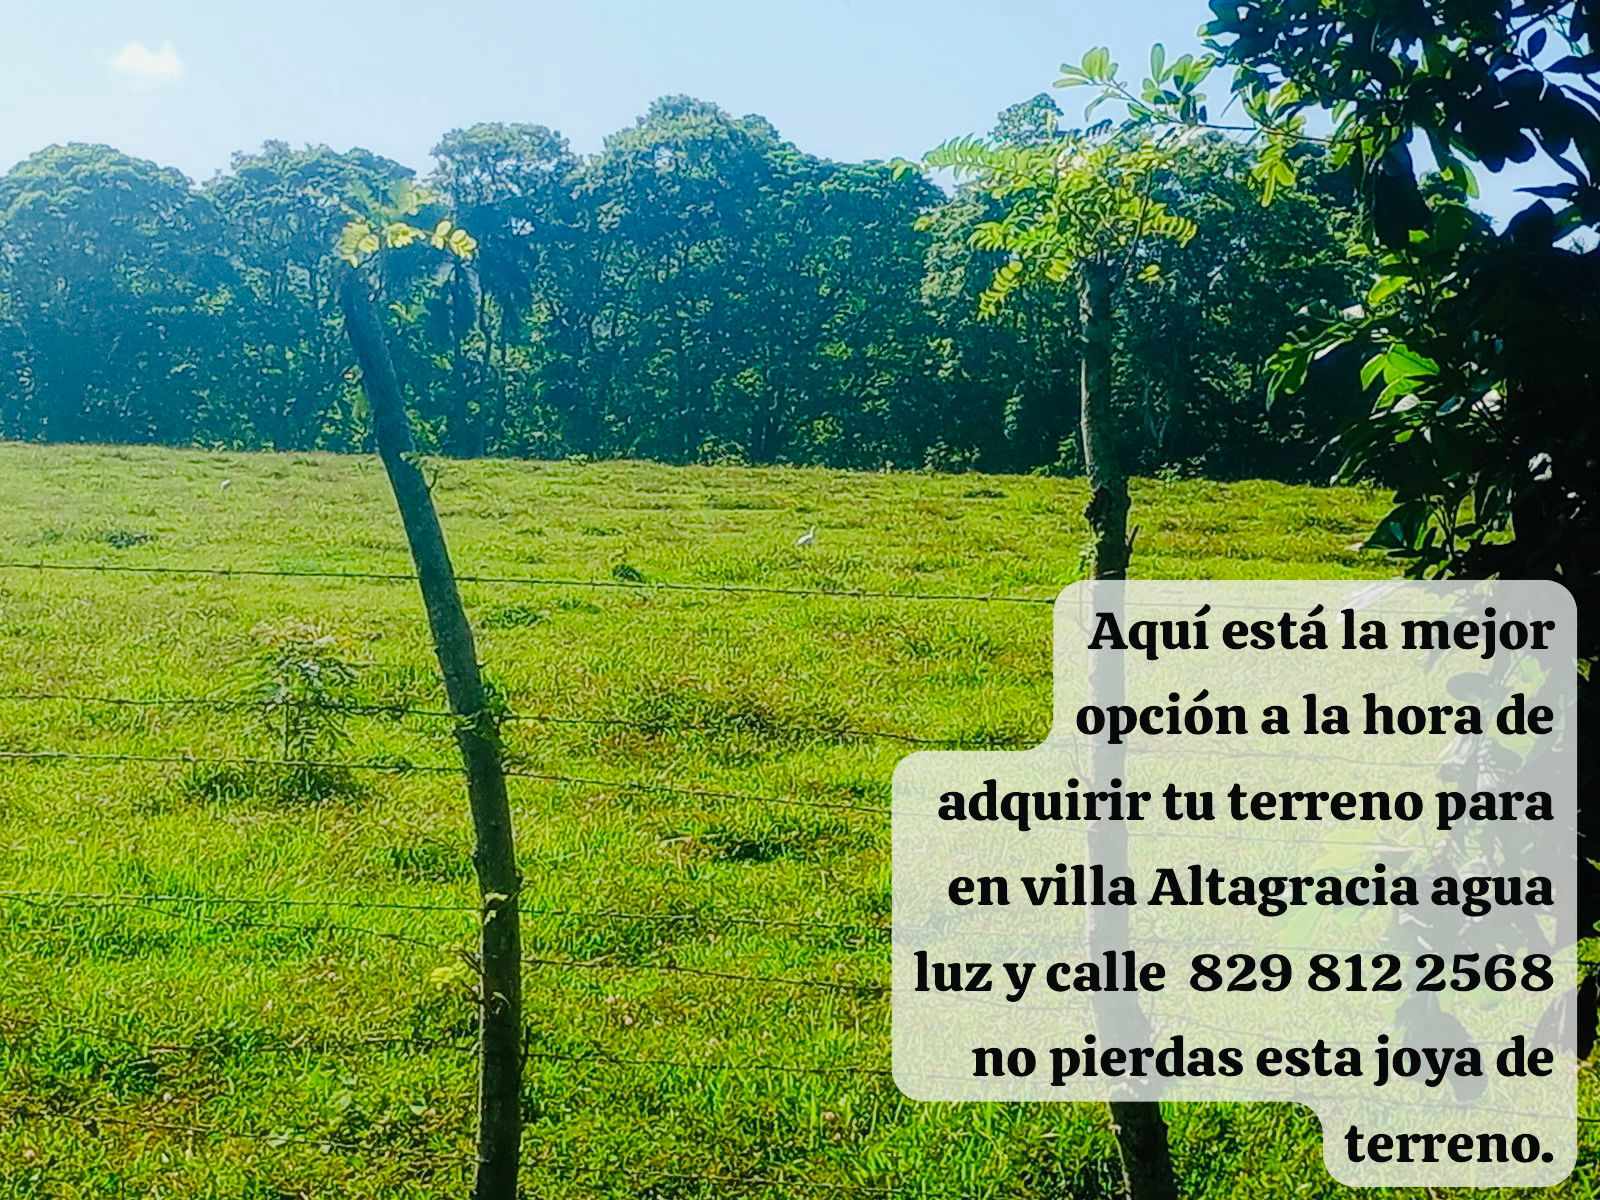 Aquí está la mejor
opción a la hora de
adquirir tu terreno para
en villa Altagracia agua
luz y calle  829 812 2568
no pierdas esta joya de
terreno.